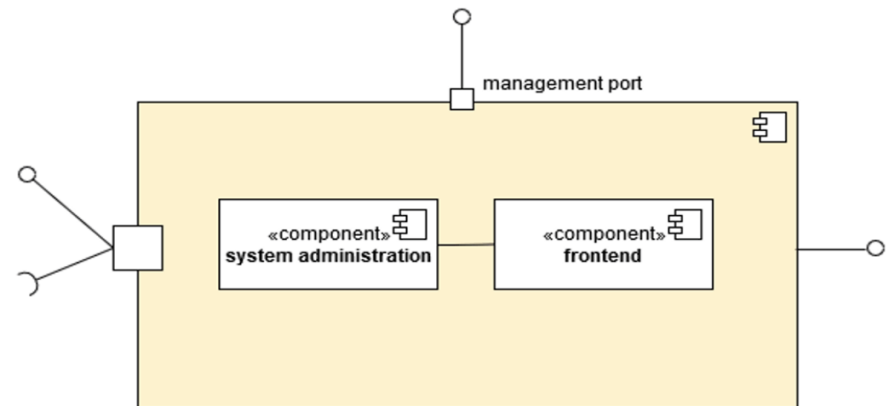 management port
«component»
system administration
«component»
frontend